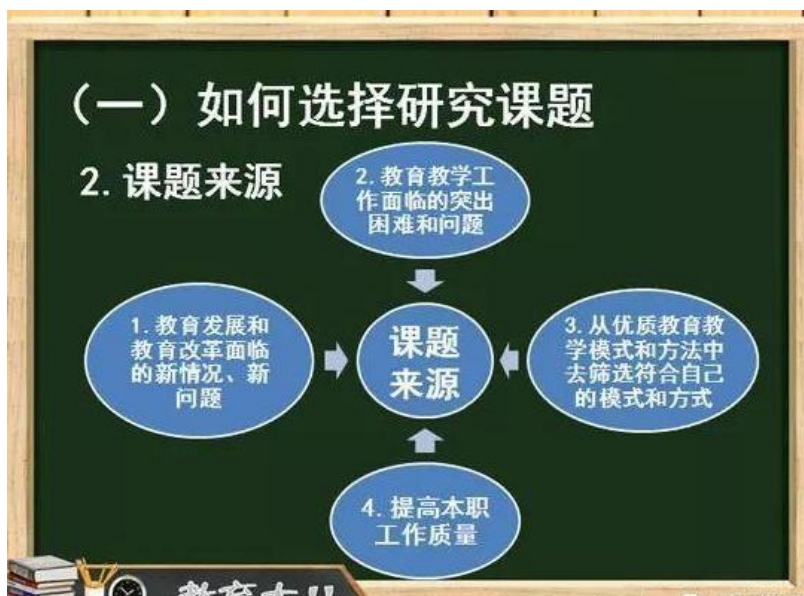 （一）如何选择研究课题
2.课题来源
2.教育教学工
作面临的突出
困难和问题
1.教育发展和
教育改革面临
的新情况、新
问题
课题
来源
3.从优质教育教
学模式和方法中
去筛选符合自己
的模式和方式
4.提高本职
工作质量